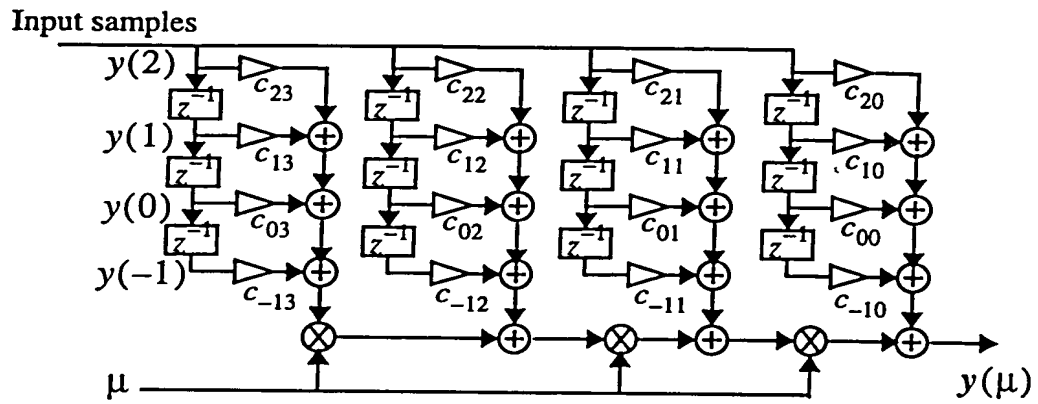 Input samples
y(2) c₂₃ c₂₂ c₂₁ c₂₀
z⁻¹ z⁻¹ z⁻¹ z⁻¹
y(1) c₁₃ c₁₂ c₁₁ c₁₀
z⁻¹ z⁻¹ z⁻¹ z⁻¹
y(0) c₀₃ c₀₂ c₀₁ c₀₀
z⁻¹ z⁻¹ z⁻¹ z⁻¹
y(−1) c₋₁₃ c₋₁₂ c₋₁₁ c₋₁₀
μ y(μ)